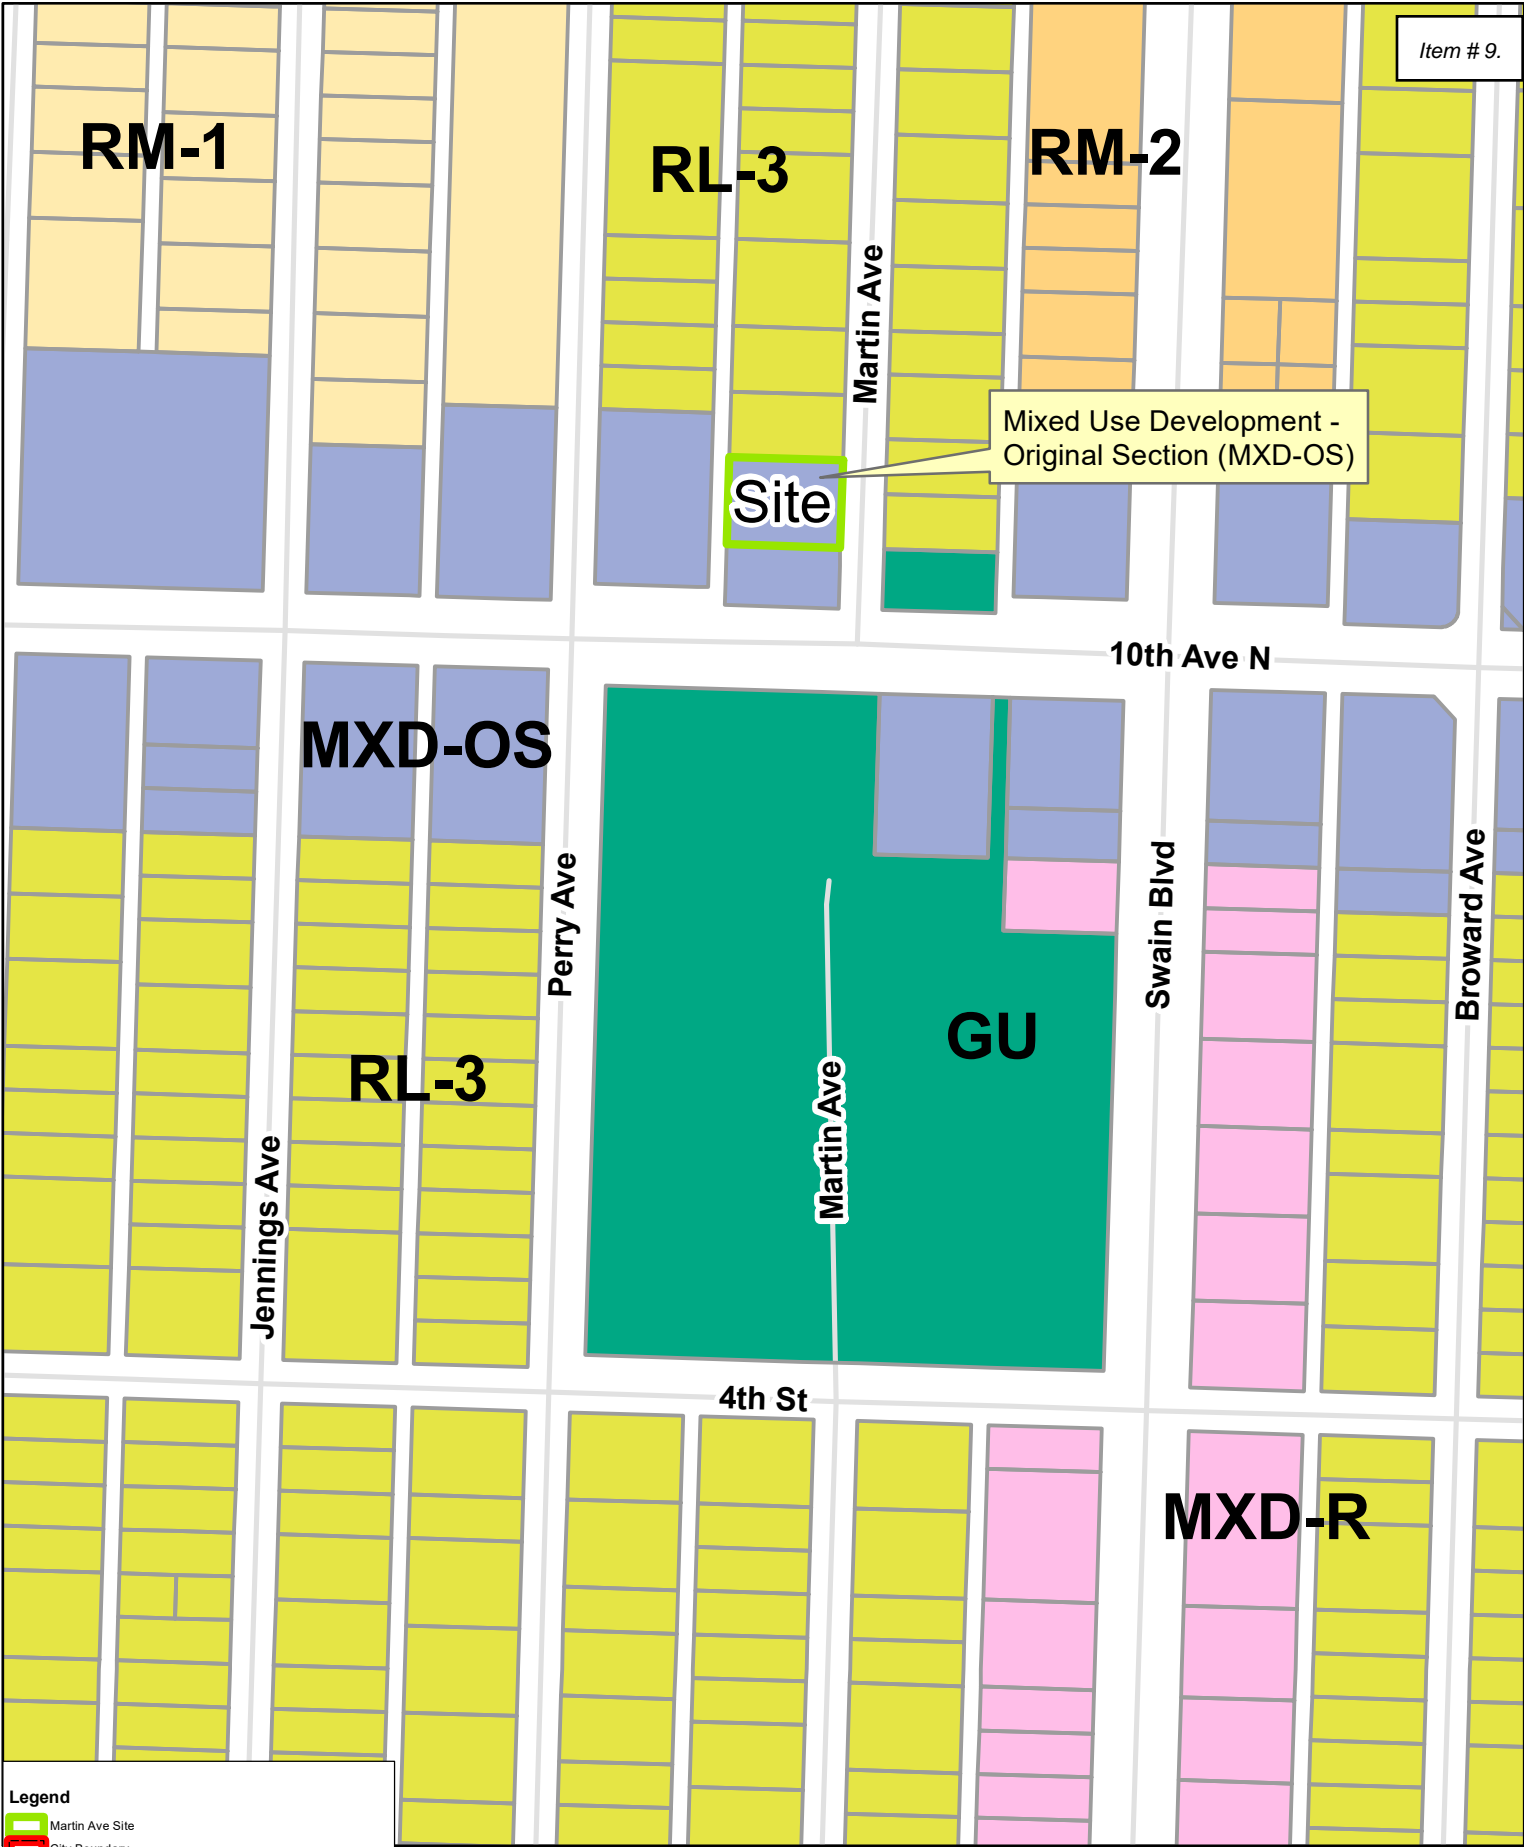 Item # 9.
RM-1
RL-3
RM-2
Martin Ave
Mixed Use Development -
Original Section (MXD-OS)
Site
10th Ave N
MXD-OS
Perry Ave
Swain Blvd
Broward Ave
GU
RL-3
Martin Ave
Jennings Ave
4th St
MXD-R
Legend
Martin Ave Site
City Boundary